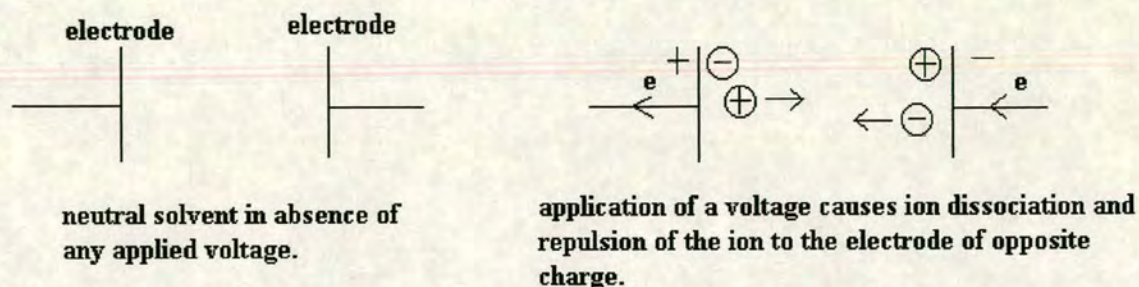 electrode
electrode
+ ⊖ ⊕ −
e ⊕ ⊖ e
neutral solvent in absence of
any applied voltage.
application of a voltage causes ion dissociation and
repulsion of the ion to the electrode of opposite
charge.